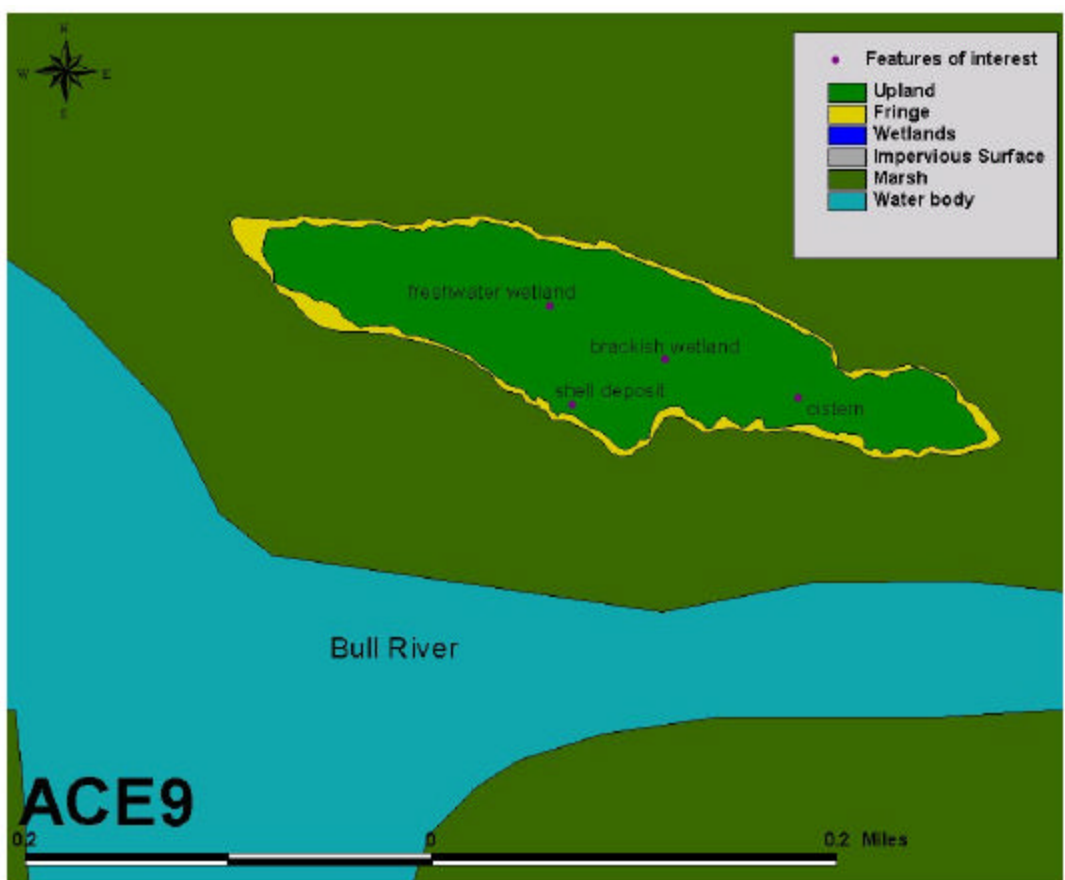 N
W E
S
Features of interest
Upland
Fringe
Wetlands
Impervious Surface
Marsh
Water body
freshwater wetland
brackish wetland
shell deposit
cistern
Bull River
ACE9
0.2 0 0.2 Miles